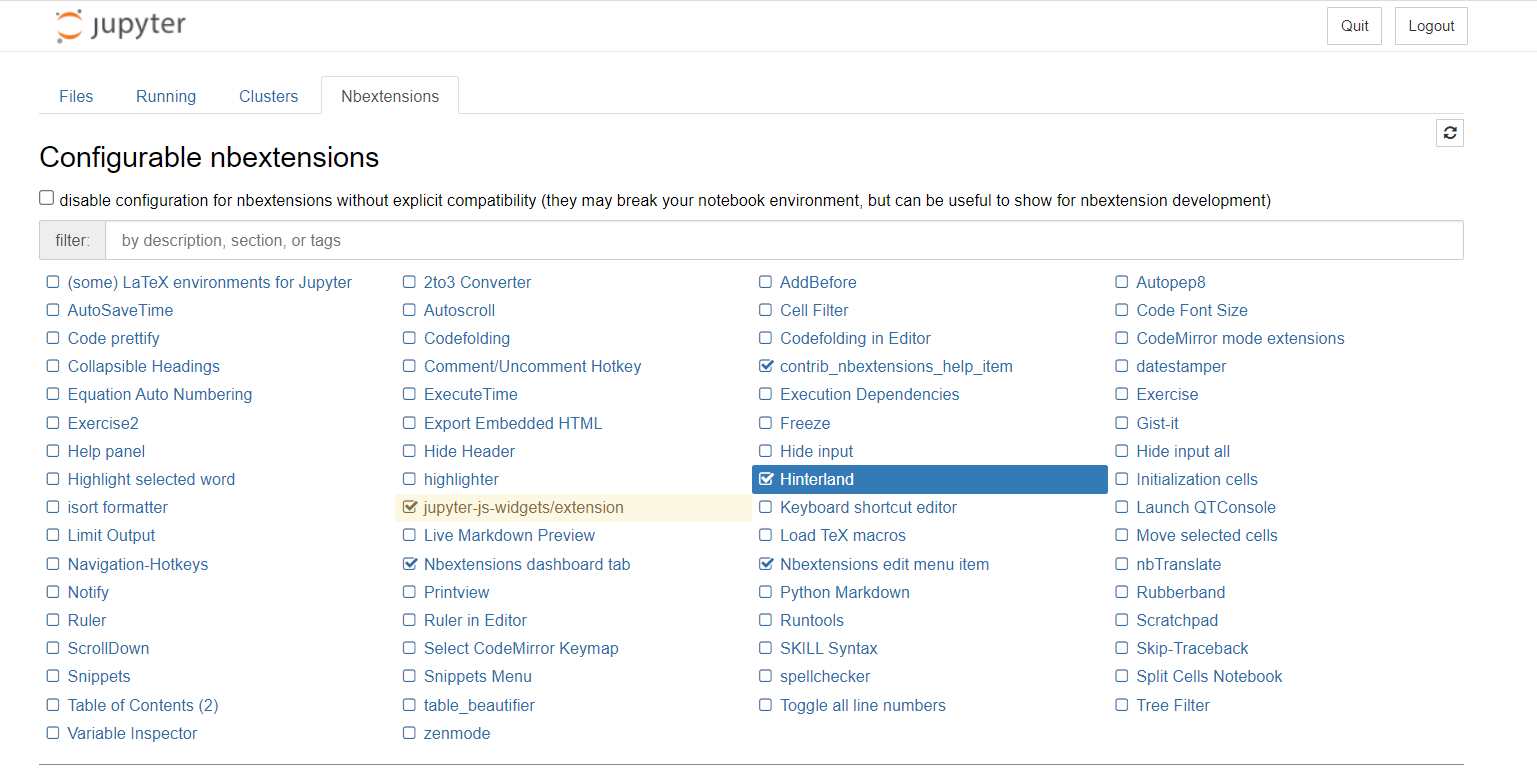 jupyter
Quit Logout
Files Running Clusters Nbextensions
Configurable nbextensions
disable configuration for nbextensions without explicit compatibility (they may break your notebook environment, but can be useful to show for nbextension development)
filter: by description, section, or tags
(some) LaTeX environments for Jupyter 2to3 Converter AddBefore Autopep8
AutoSaveTime Autoscroll Cell Filter Code Font Size
Code prettify Codefolding Codefolding in Editor CodeMirror mode extensions
Collapsible Headings Comment/Uncomment Hotkey contrib_nbextensions_help_item datestamper
Equation Auto Numbering ExecuteTime Execution Dependencies Exercise
Exercise2 Export Embedded HTML Freeze Gist-it
Help panel Hide Header Hide input Hide input all
Highlight selected word highlighter Hinterland Initialization cells
isort formatter jupyter-js-widgets/extension Keyboard shortcut editor Launch QTConsole
Limit Output Live Markdown Preview Load TeX macros Move selected cells
Navigation-Hotkeys Nbextensions dashboard tab Nbextensions edit menu item nbTranslate
Notify Printview Python Markdown Rubberband
Ruler Ruler in Editor Runtools Scratchpad
ScrollDown Select CodeMirror Keymap SKILL Syntax Skip-Traceback
Snippets Snippets Menu spellchecker Split Cells Notebook
Table of Contents (2) table_beautifier Toggle all line numbers Tree Filter
Variable Inspector zenmode